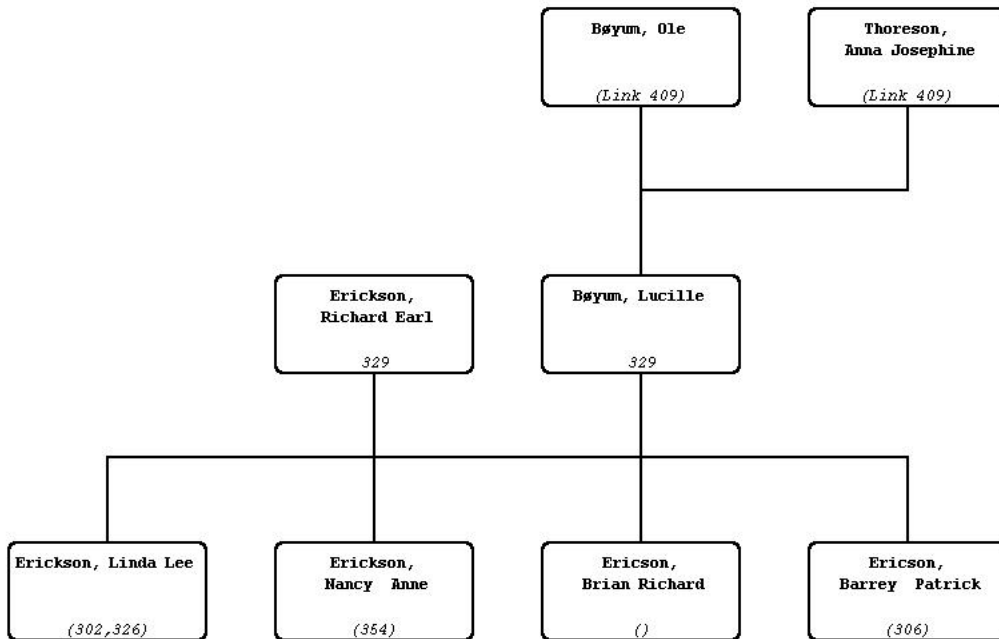 Bøyum, Ole
(Link 409)
Thoreson,
Anna Josephine
(Link 409)
Erickson,
Richard Earl
329
Bøyum, Lucille
329
Erickson, Linda Lee
(302,326)
Erickson,
Nancy  Anne
(354)
Ericson,
Brian Richard
()
Ericson,
Barrey  Patrick
(306)